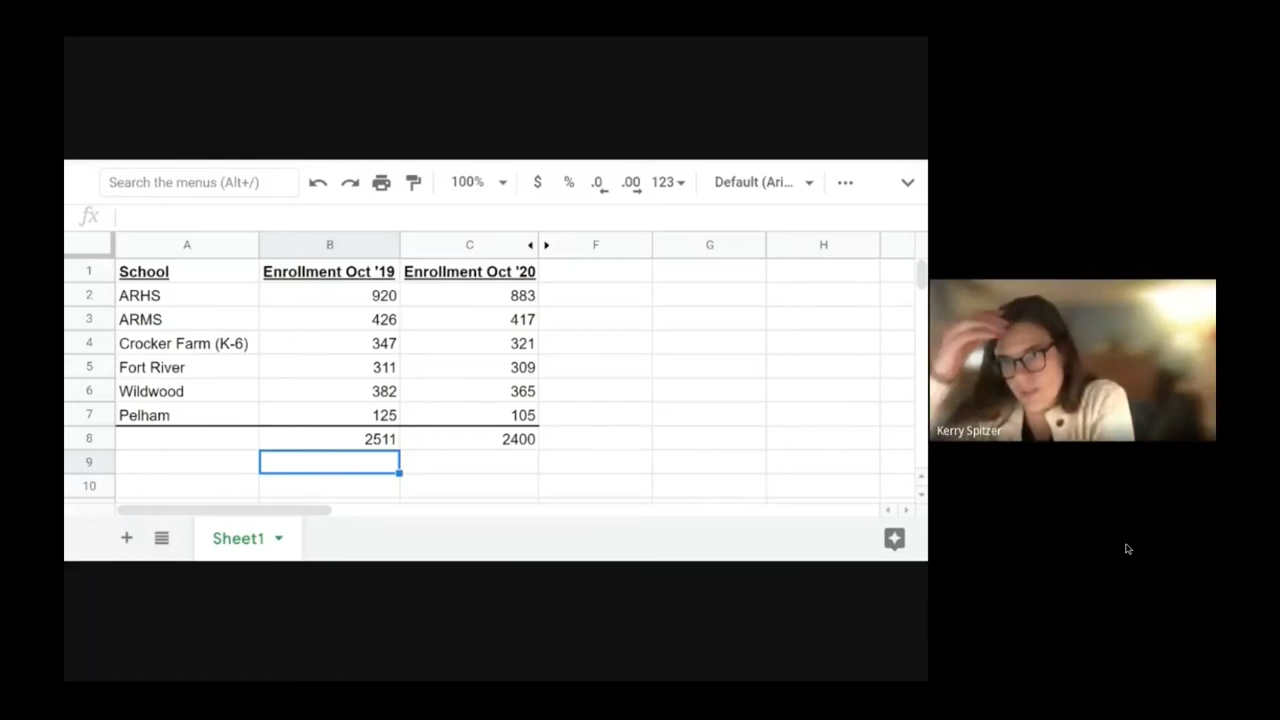 Search the menus (Alt+/) 100% $ % .0 .00 123 Default (Ari...
fx
A B C F G H
1 School Enrollment Oct '19 Enrollment Oct '20
2 ARHS 920 883
3 ARMS 426 417
4 Crocker Farm (K-6) 347 321
5 Fort River 311 309
6 Wildwood 382 365
7 Pelham 125 105
8 2511 2400
9
10
Sheet1
Kerry Spitzer